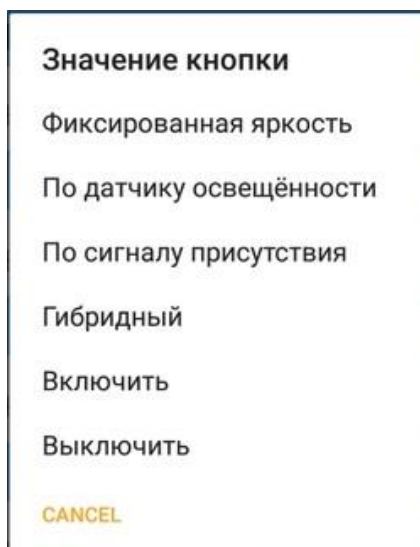 Значение кнопки
Фиксированная яркость
По датчику освещённости
По сигналу присутствия
Гибридный
Включить
Выключить
CANCEL